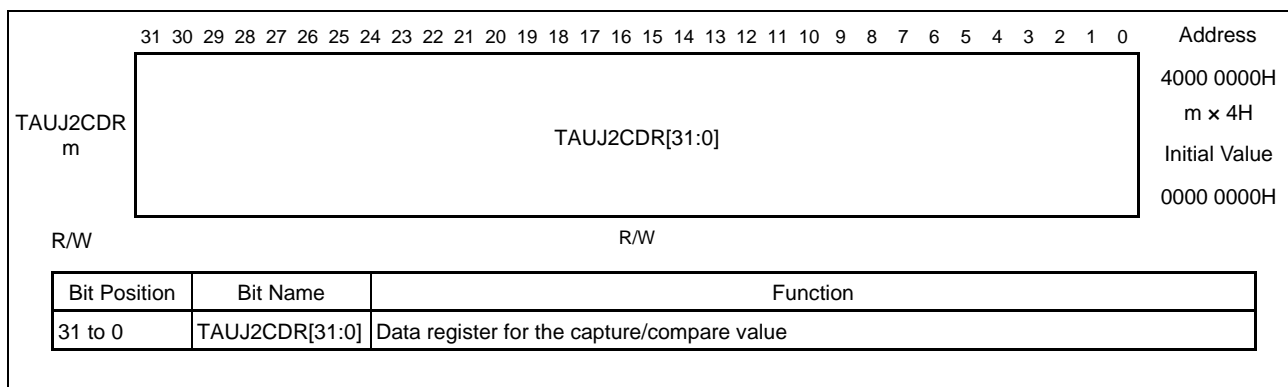 31 30 29 28 27 26 25 24 23 22 21 20 19 18 17 16 15 14 13 12 11 10 9 8 7 6 5 4 3 2 1 0 Address
4000 0000H
m × 4H
TAUJ2CDR
m
TAUJ2CDR[31:0]
Initial Value
0000 0000H
R/W R/W
Bit Position Bit Name Function
31 to 0 TAUJ2CDR[31:0] Data register for the capture/compare value